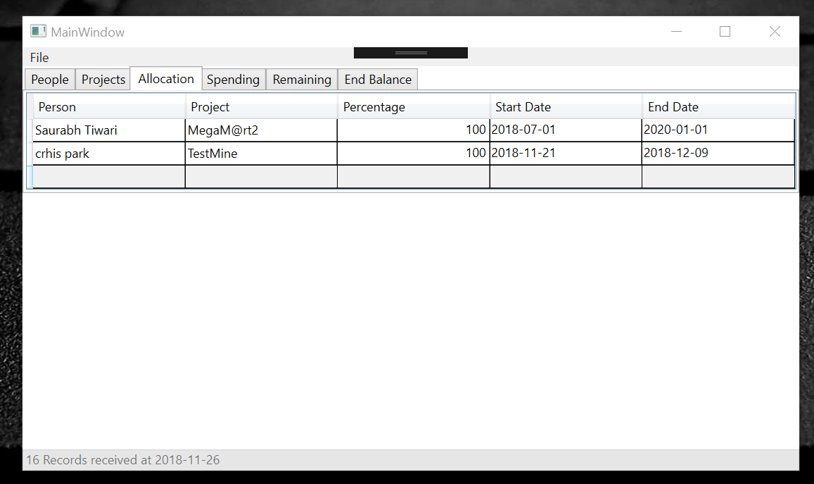 MainWindow
File
People Projects Allocation Spending Remaining End Balance
Person Project Percentage Start Date End Date
Saurabh Tiwari MegaM@rt2 100 2018-07-01 2020-01-01
crhis park TestMine 100 2018-11-21 2018-12-09
16 Records received at 2018-11-26